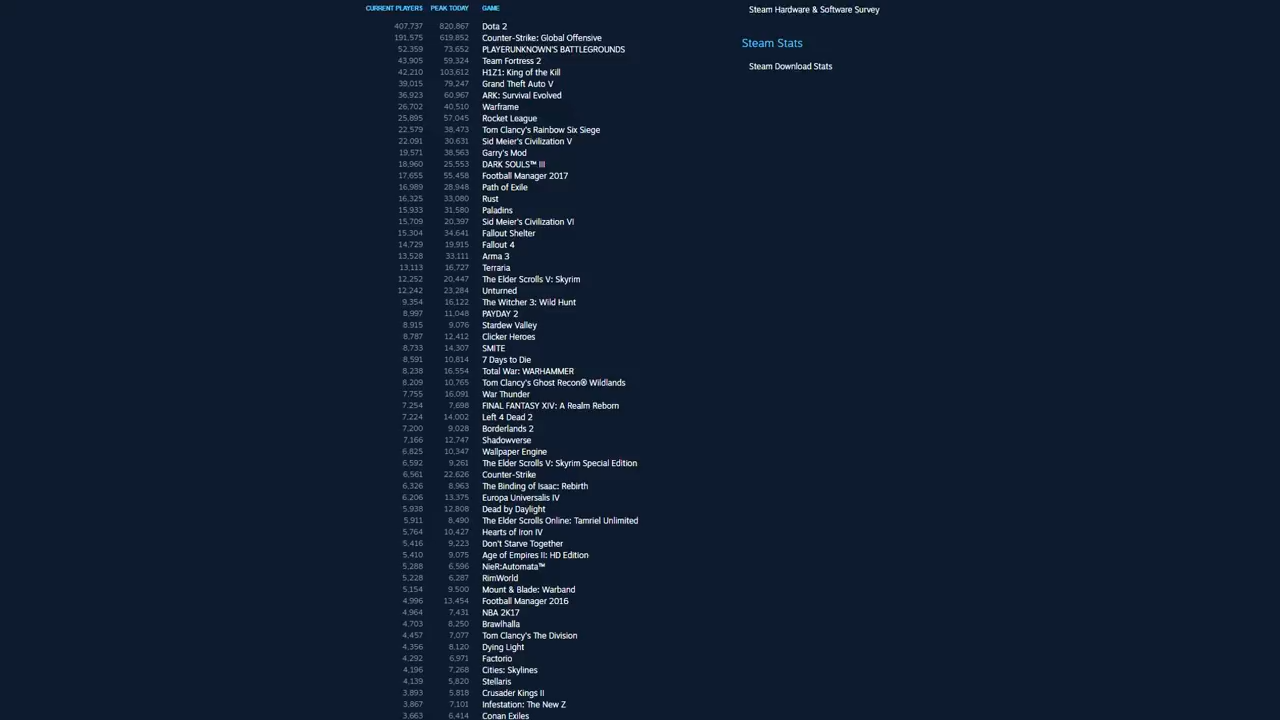 CURRENT PLAYERS PEAK TODAY GAME
Steam Hardware & Software Survey
Steam Stats
Steam Download Stats
407,737 820,867 Dota 2
191,575 619,852 Counter-Strike: Global Offensive
52,359 73,652 PLAYERUNKNOWN'S BATTLEGROUNDS
43,905 59,324 Team Fortress 2
42,210 103,612 H1Z1: King of the Kill
39,015 79,247 Grand Theft Auto V
36,923 60,967 ARK: Survival Evolved
26,702 40,510 Warframe
25,895 57,045 Rocket League
22,579 38,473 Tom Clancy's Rainbow Six Siege
22,091 30,631 Sid Meier's Civilization V
19,571 38,563 Garry's Mod
18,960 25,553 DARK SOULS™ III
17,655 55,458 Football Manager 2017
16,989 28,948 Path of Exile
16,325 33,080 Rust
15,933 31,580 Paladins
15,709 20,397 Sid Meier's Civilization VI
15,304 34,641 Fallout Shelter
14,729 19,915 Fallout 4
13,528 33,111 Arma 3
13,113 16,727 Terraria
12,252 20,447 The Elder Scrolls V: Skyrim
12,242 23,284 Unturned
9,354 16,122 The Witcher 3: Wild Hunt
8,997 11,048 PAYDAY 2
8,915 9,076 Stardew Valley
8,787 12,412 Clicker Heroes
8,733 14,307 SMITE
8,591 10,814 7 Days to Die
8,238 16,554 Total War: WARHAMMER
8,209 10,765 Tom Clancy's Ghost Recon® Wildlands
7,755 16,091 War Thunder
7,254 7,698 FINAL FANTASY XIV: A Realm Reborn
7,224 14,002 Left 4 Dead 2
7,200 9,028 Borderlands 2
7,166 12,747 Shadowverse
6,825 10,347 Wallpaper Engine
6,592 9,261 The Elder Scrolls V: Skyrim Special Edition
6,561 22,626 Counter-Strike
6,326 8,963 The Binding of Isaac: Rebirth
6,206 13,375 Europa Universalis IV
5,938 12,808 Dead by Daylight
5,911 8,490 The Elder Scrolls Online: Tamriel Unlimited
5,764 10,427 Hearts of Iron IV
5,416 9,223 Don't Starve Together
5,410 9,075 Age of Empires II: HD Edition
5,288 6,596 NieR:Automata™
5,228 6,287 RimWorld
5,154 9,500 Mount & Blade: Warband
4,996 13,454 Football Manager 2016
4,964 7,431 NBA 2K17
4,703 8,250 Brawlhalla
4,457 7,077 Tom Clancy's The Division
4,356 8,120 Dying Light
4,292 6,971 Factorio
4,196 7,268 Cities: Skylines
4,139 5,820 Stellaris
3,893 5,818 Crusader Kings II
3,867 7,101 Infestation: The New Z
3,663 6,414 Conan Exiles